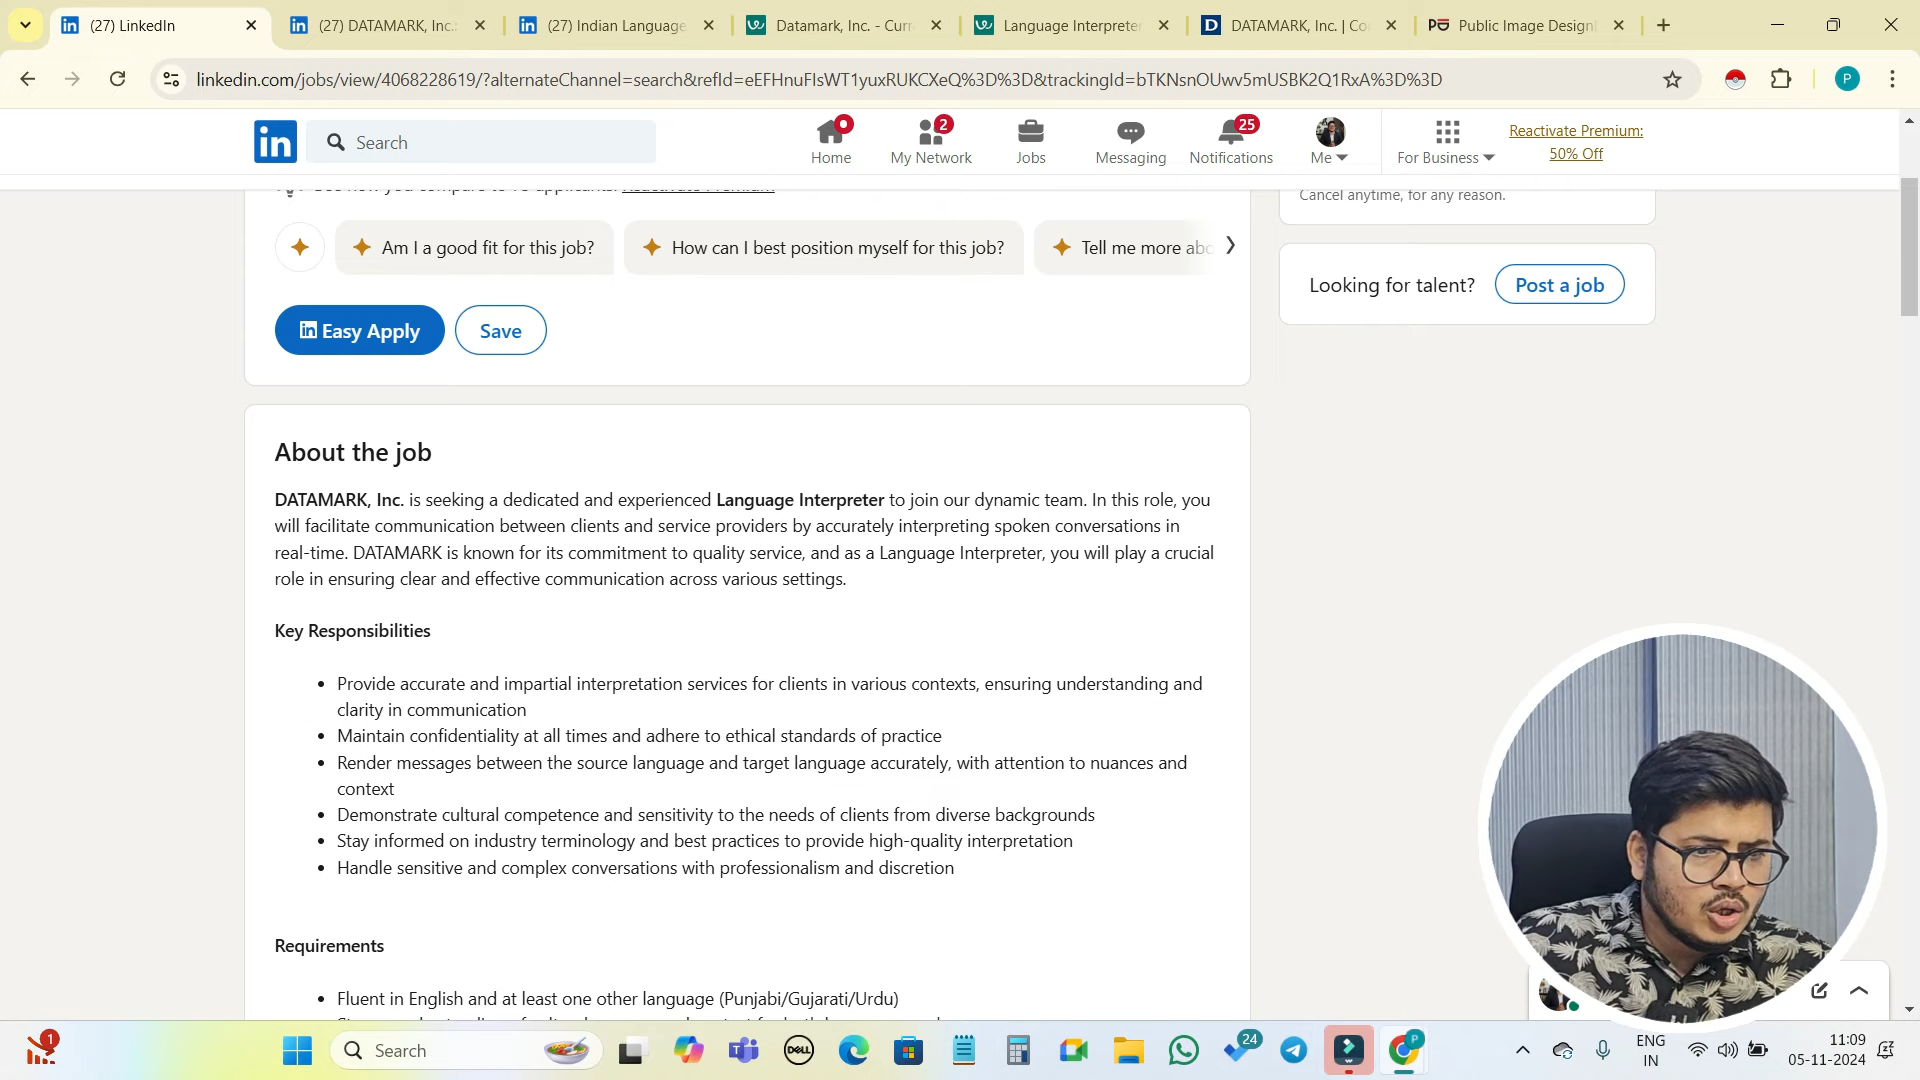 (27) LinkedIn
(27) DATAMARK, Inc.:
(27) Indian Language
Datamark, Inc. - Curr
Language Interpreter
DATAMARK, Inc. | Co
Public Image Design
linkedin.com/jobs/view/4068228619/?alternateChannel=search&refId=eEFHnuFIsWT1yuxRUKCXeQ%3D%3D&trackingId=bTKNsnOUwv5mUSBK2Q1RxA%3D%3D
P
in
Search
Home
2
My Network
Jobs
Messaging
25
Notifications
Me
For Business
Reactivate Premium:
50% Off
Cancel anytime, for any reason.
Am I a good fit for this job?
How can I best position myself for this job?
Tell me more abo
Looking for talent?
Post a job
Easy Apply
Save
About the job
DATAMARK, Inc. is seeking a dedicated and experienced Language Interpreter to join our dynamic team. In this role, you
will facilitate communication between clients and service providers by accurately interpreting spoken conversations in
real-time. DATAMARK is known for its commitment to quality service, and as a Language Interpreter, you will play a crucial
role in ensuring clear and effective communication across various settings.
Key Responsibilities
• Provide accurate and impartial interpretation services for clients in various contexts, ensuring understanding and
clarity in communication
• Maintain confidentiality at all times and adhere to ethical standards of practice
• Render messages between the source language and target language accurately, with attention to nuances and
context
• Demonstrate cultural competence and sensitivity to the needs of clients from diverse backgrounds
• Stay informed on industry terminology and best practices to provide high-quality interpretation
• Handle sensitive and complex conversations with professionalism and discretion
Requirements
• Fluent in English and at least one other language (Punjabi/Gujarati/Urdu)
1
Search
DELL
24
P
ENG
IN
11:09
05-11-2024